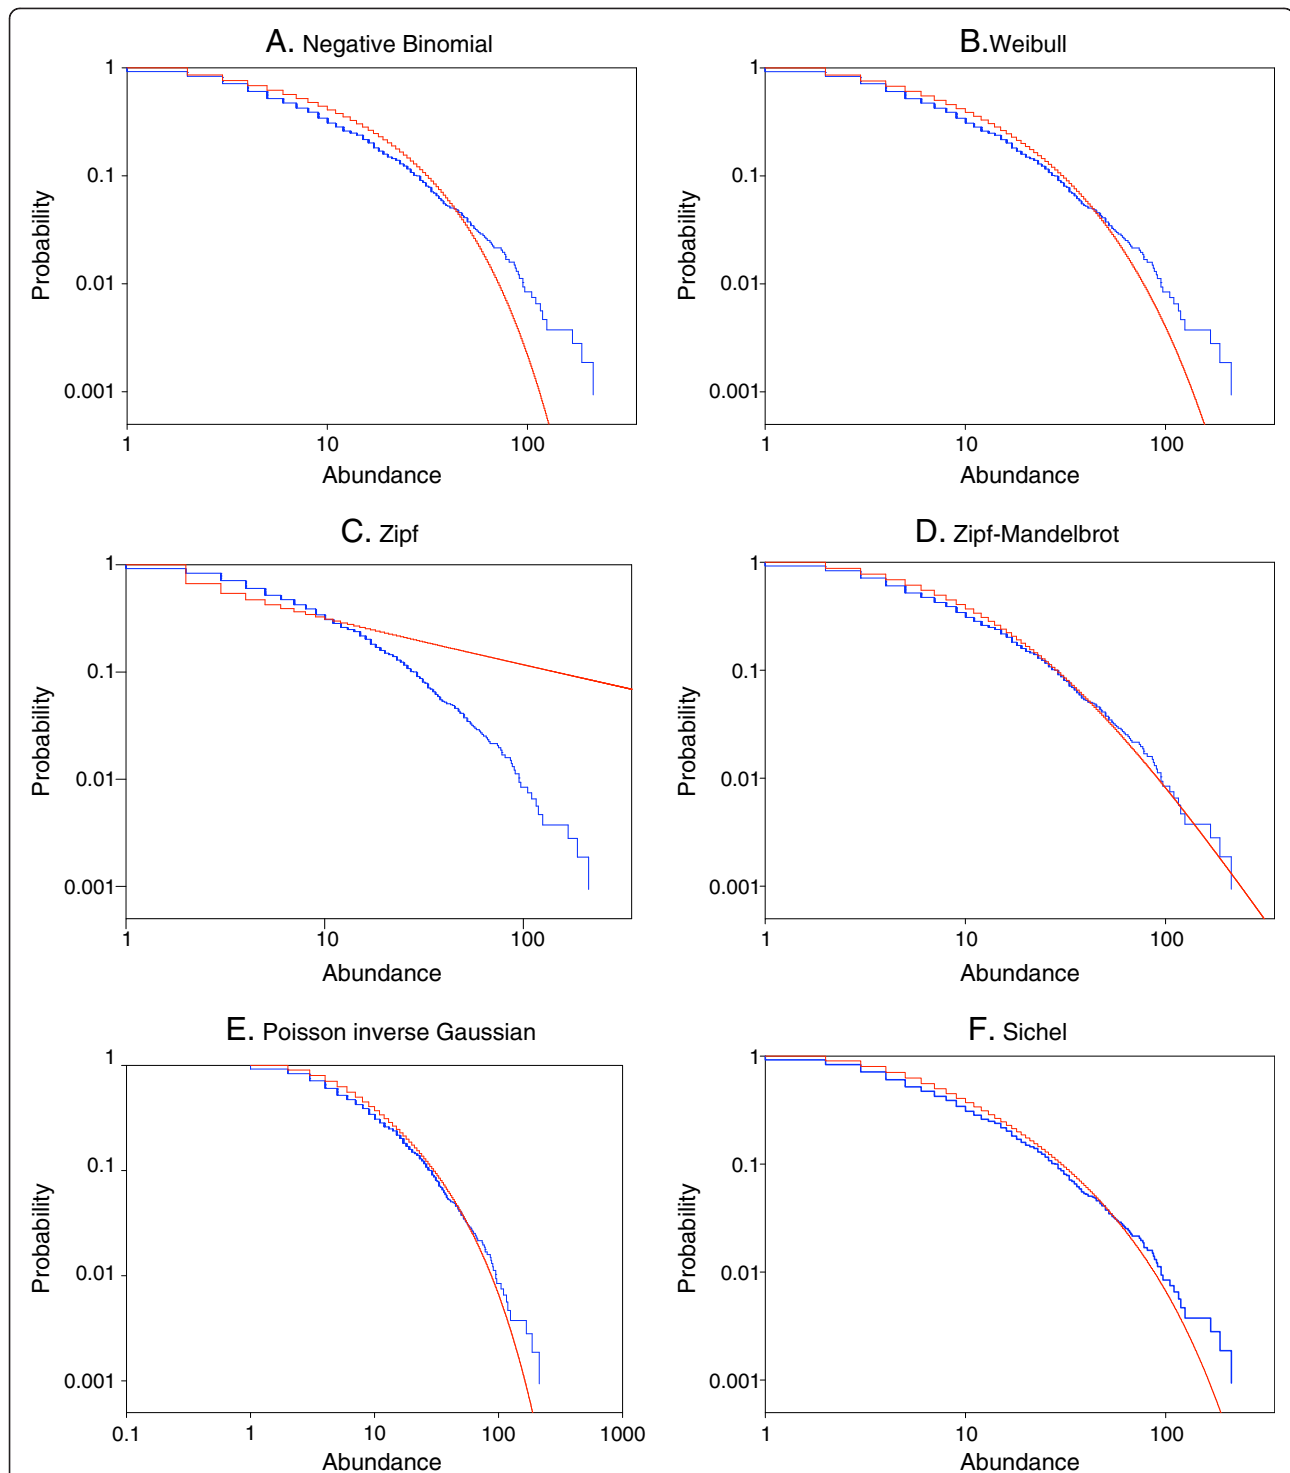 A. Negative Binomial
B.Weibull
1
0.1
0.01
0.001
Probability
1
10
100
Abundance
1
0.1
0.01
0.001
Probability
1
10
100
Abundance
C. Zipf
D. Zipf-Mandelbrot
1
0.1
0.01
0.001
Probability
1
10
100
Abundance
1
0.1
0.01
0.001
Probability
1
10
100
Abundance
E. Poisson inverse Gaussian
F. Sichel
1
0.1
0.01
0.001
Probability
0.1
1
10
100
1000
Abundance
1
0.1
0.01
0.001
Probability
1
10
100
Abundance